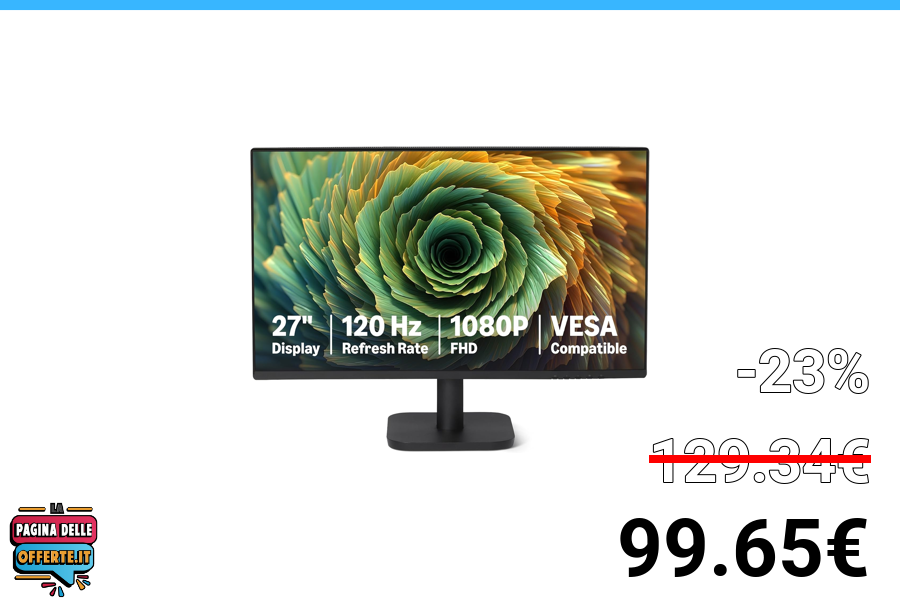 27" | 120 Hz | 1080P | VESA
Display | Refresh Rate | FHD | Compatible
-23%
129.34€
99.65€
LA
PAGINA DELLE
OFFERTE.IT